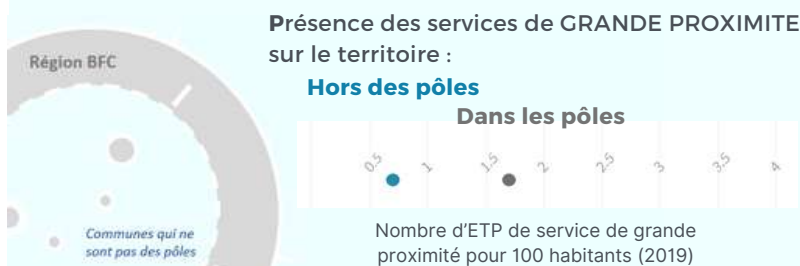 Présence des services de GRANDE PROXIMITE
sur le territoire :
Région BFC
Hors des pôles
Dans les pôles
0.5 1 1.5 2 2.5 3 3.5 4
Communes qui ne
sont pas des pôles
Nombre d’ETP de service de grande
proximité pour 100 habitants (2019)